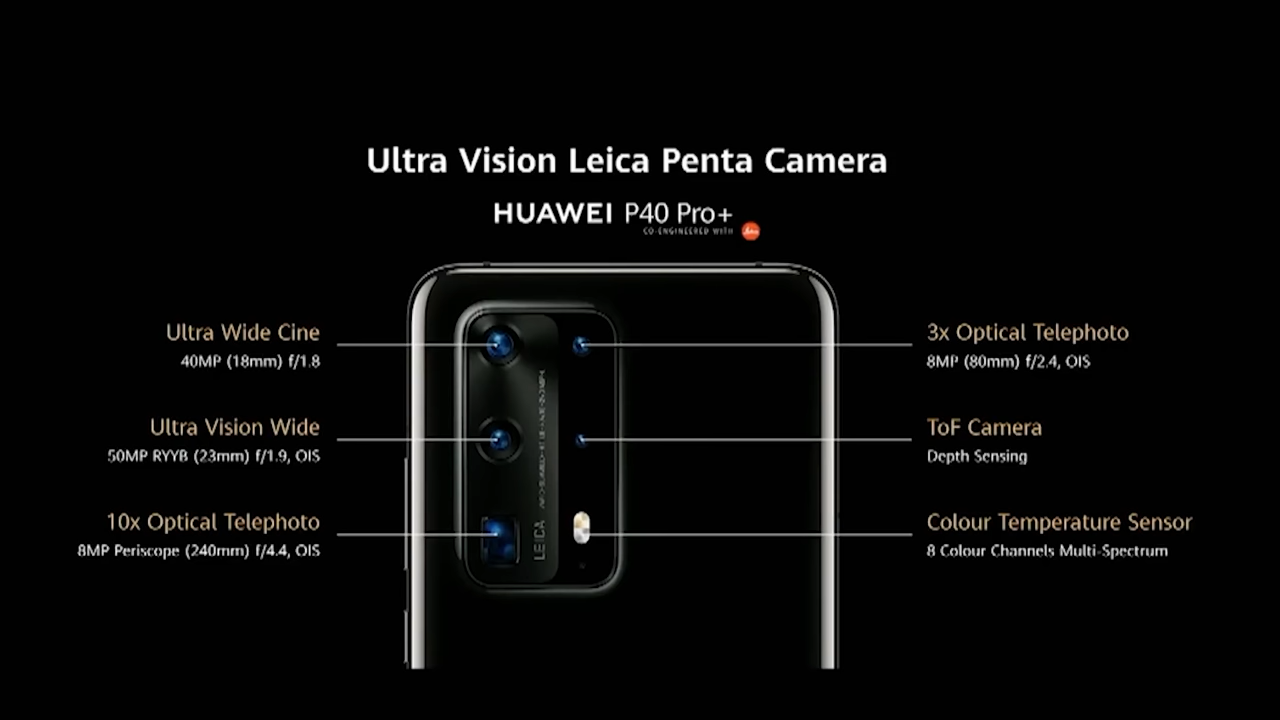 Ultra Vision Leica Penta Camera
HUAWEI P40 Pro+
CO-ENGINEERED WITH Leica
Ultra Wide Cine
40MP (18mm) f/1.8
Ultra Vision Wide
50MP RYYB (23mm) f/1.9, OIS
10x Optical Telephoto
8MP Periscope (240mm) f/4.4, OIS
LEICA
3x Optical Telephoto
8MP (80mm) f/2.4, OIS
ToF Camera
Depth Sensing
Colour Temperature Sensor
8 Colour Channels Multi-Spectrum